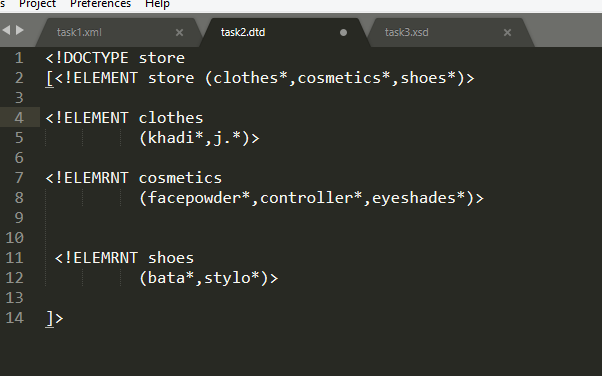 s Project Preferences Help
task1.xml × task2.dtd task3.xsd ×
1 <!DOCTYPE store
2 [<!ELEMENT store (clothes*,cosmetics*,shoes*)>
3
4 <!ELEMENT clothes
5 (khadi*,j.*)>
6
7 <!ELEMRNT cosmetics
8 (facepowder*,controller*,eyeshades*)>
9
10
11 <!ELEMRNT shoes
12 (bata*,stylo*)>
13
14 ]>